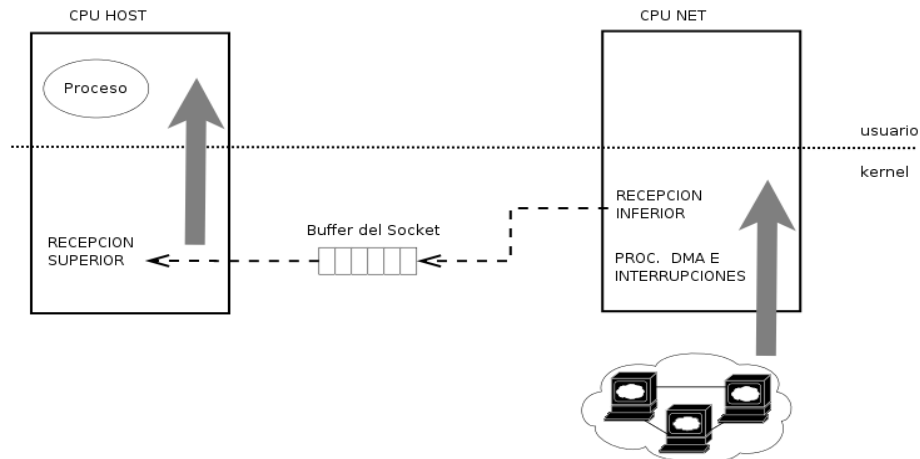 CPU HOST
CPU NET
Proceso
usuario
kernel
RECEPCION
INFERIOR
Buffer del Socket
RECEPCION
SUPERIOR
PROC. DMA E
INTERRUPCIONES